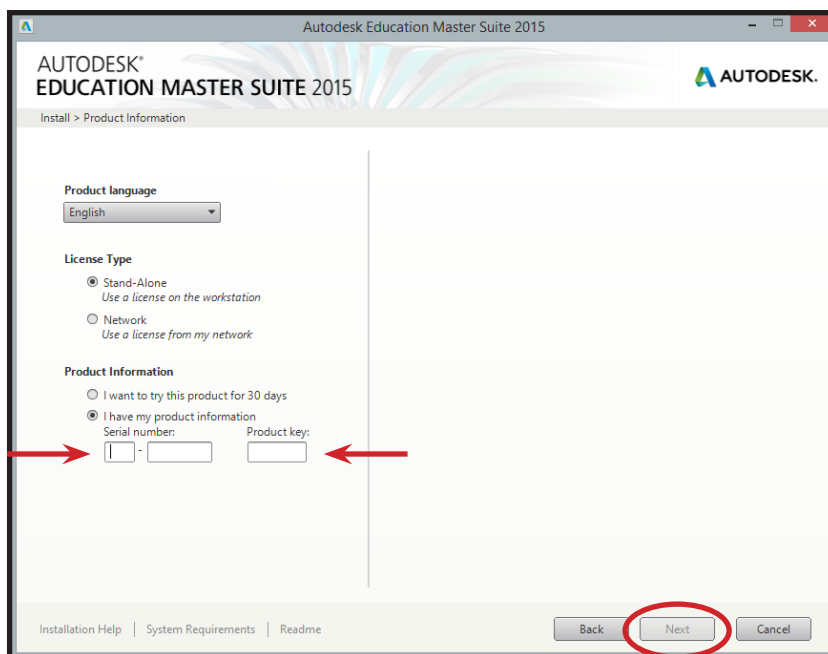 Autodesk Education Master Suite 2015
AUTODESK®
EDUCATION MASTER SUITE 2015
AUTODESK.
Install > Product Information
Product language
English
License Type
Stand-Alone
Use a license on the workstation
Network
Use a license from my network
Product Information
I want to try this product for 30 days
I have my product information
Serial number: Product key:
-
Installation Help | System Requirements | Readme
Back Next Cancel